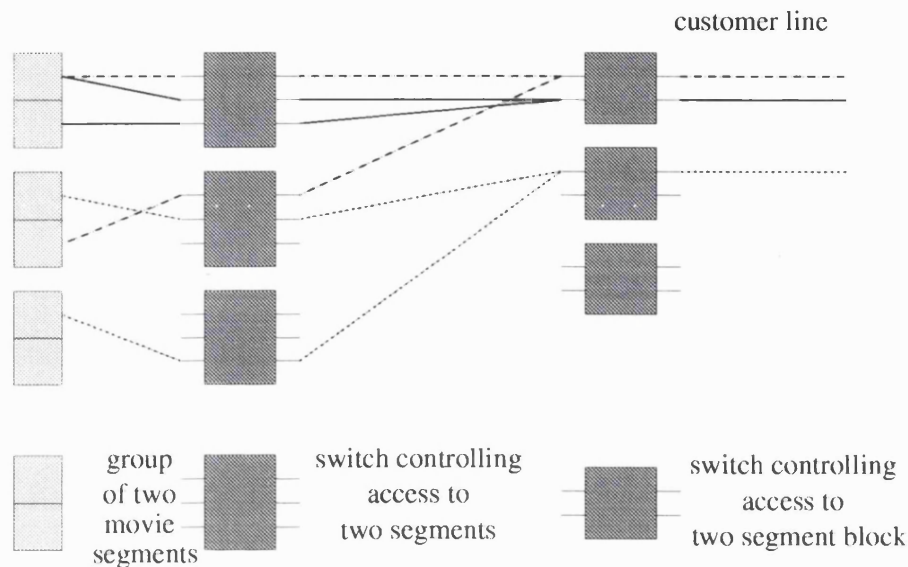 customer line
group
of two
movie
segments
switch controlling
access to
two segments
switch controlling
access to
two segment block